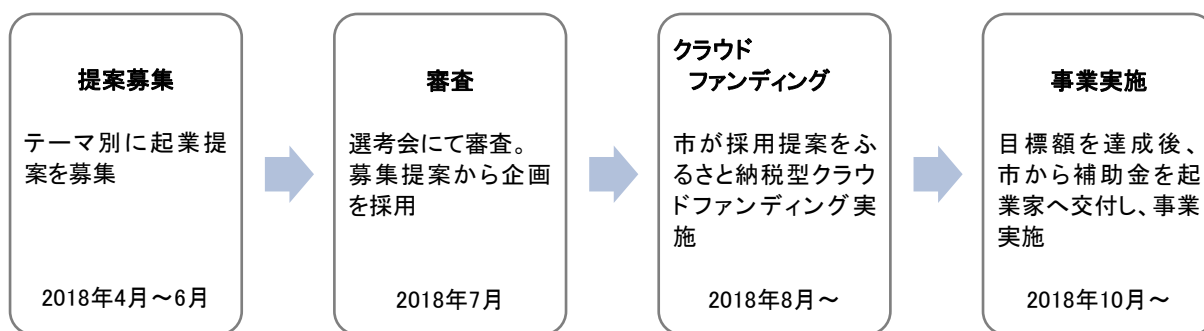 提案募集
テーマ別に起業提
案を募集
2018年4月～6月
審査
選考会にて審査。
募集提案から企画
を採用
2018年7月
クラウド
ファンディング
市が採用提案をふ
るさと納税型クラウ
ドファンディング実
施
2018年8月～
事業実施
目標額を達成後、
市から補助金を起
業家へ交付し、事業
実施
2018年10月～